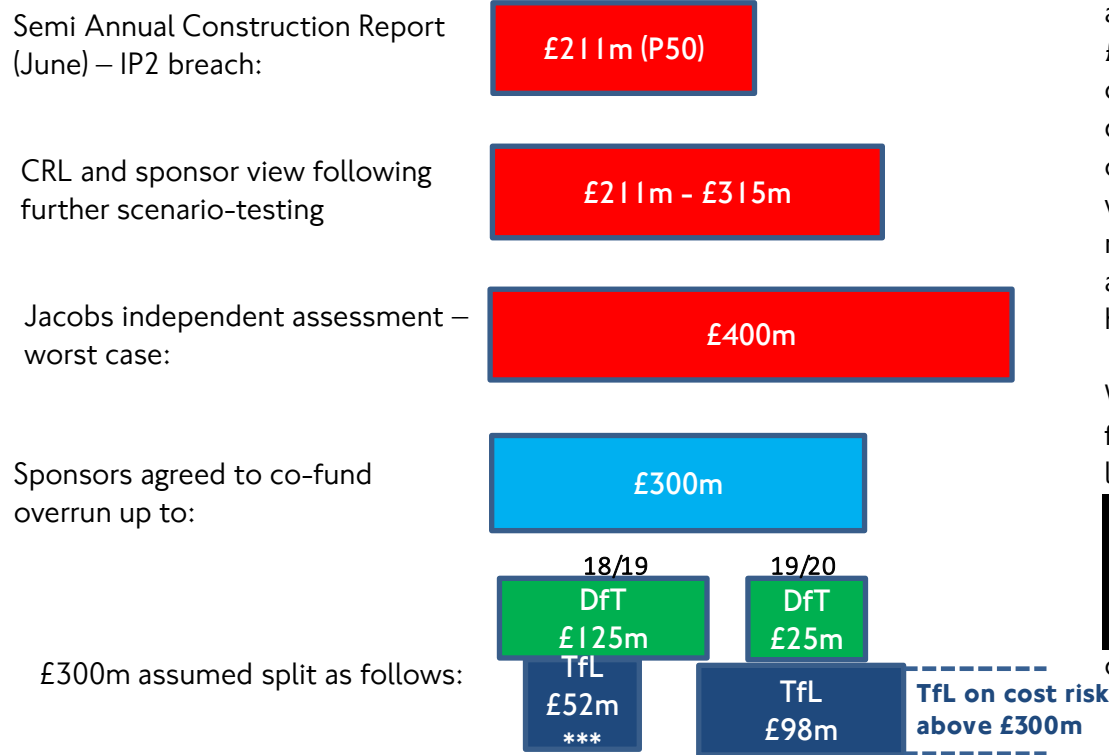 Semi Annual Construction Report
(June) – IP2 breach:
£211m (P50)
CRL and sponsor view following
further scenario-testing
£211m - £315m
Jacobs independent assessment –
worst case:
£400m
Sponsors agreed to co-fund
overrun up to:
£300m
£300m assumed split as follows:
18/19
DfT
£125m
TfL
£52m
***
19/20
DfT
£25m
TfL
£98m
TfL on cost risk
above £300m